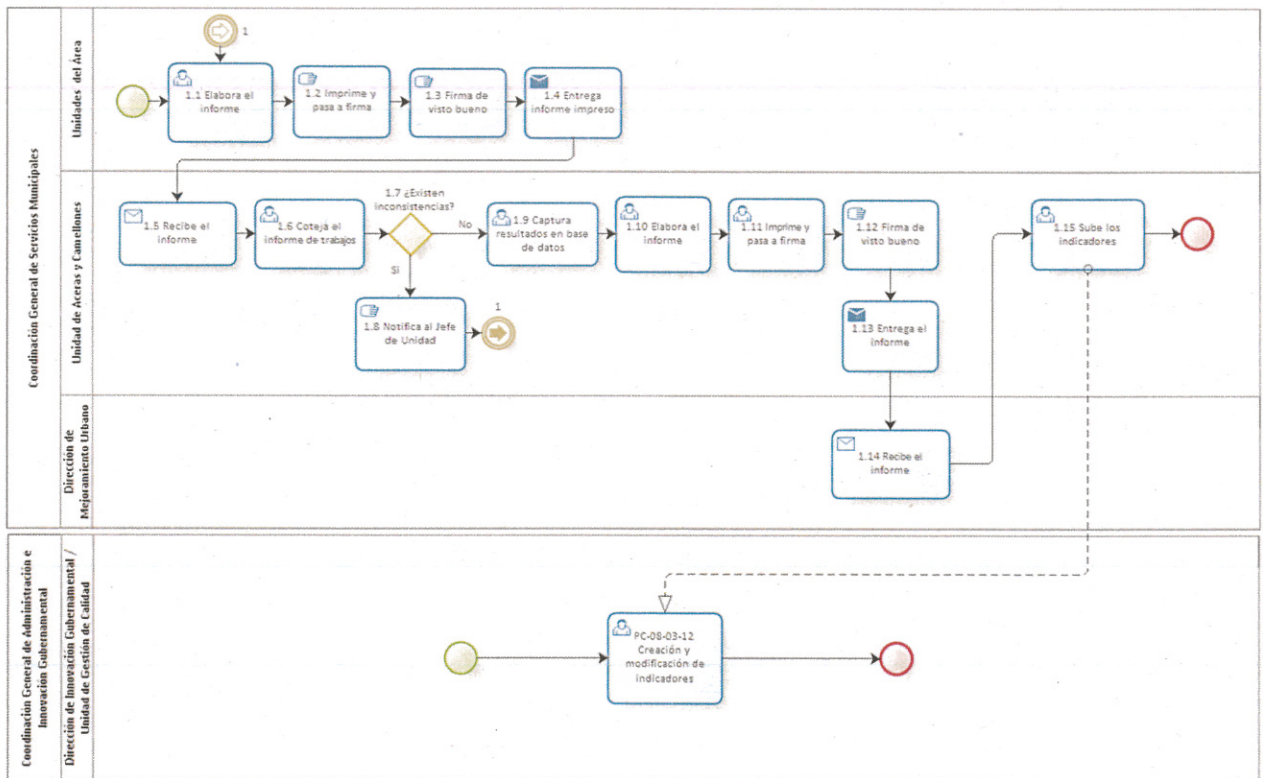 Coordinación General de Servicios Municipales
Unidades del Área
1
1.1 Elabora el
informe
1.2 Imprime y
pasa a firma
1.3 Firma de
visto bueno
1.4 Entrega
informe impreso
Unidad de Aceras y Camellones
1.5 Recibe el
informe
1.6 Coteja el
informe de trabajos
1.7 ¿Existen
inconsistencias?
No
Si
1.8 Notifica al Jefe
de Unidad
1
1.9 Captura
resultados en base
de datos
1.10 Elabora el
informe
1.11 Imprime y
pasa a firma
1.12 Firma de
visto bueno
1.13 Entrega el
informe
1.15 Sube los
indicadores
Dirección de
Mejoramiento Urbano
1.14 Recibe el
informe
Coordinación General de Administración e
Innovación Gubernamental
Dirección de Innovación Gubernamental /
Unidad de Gestión de Calidad
PC-08-03-12
Creación y
modificación de
indicadores